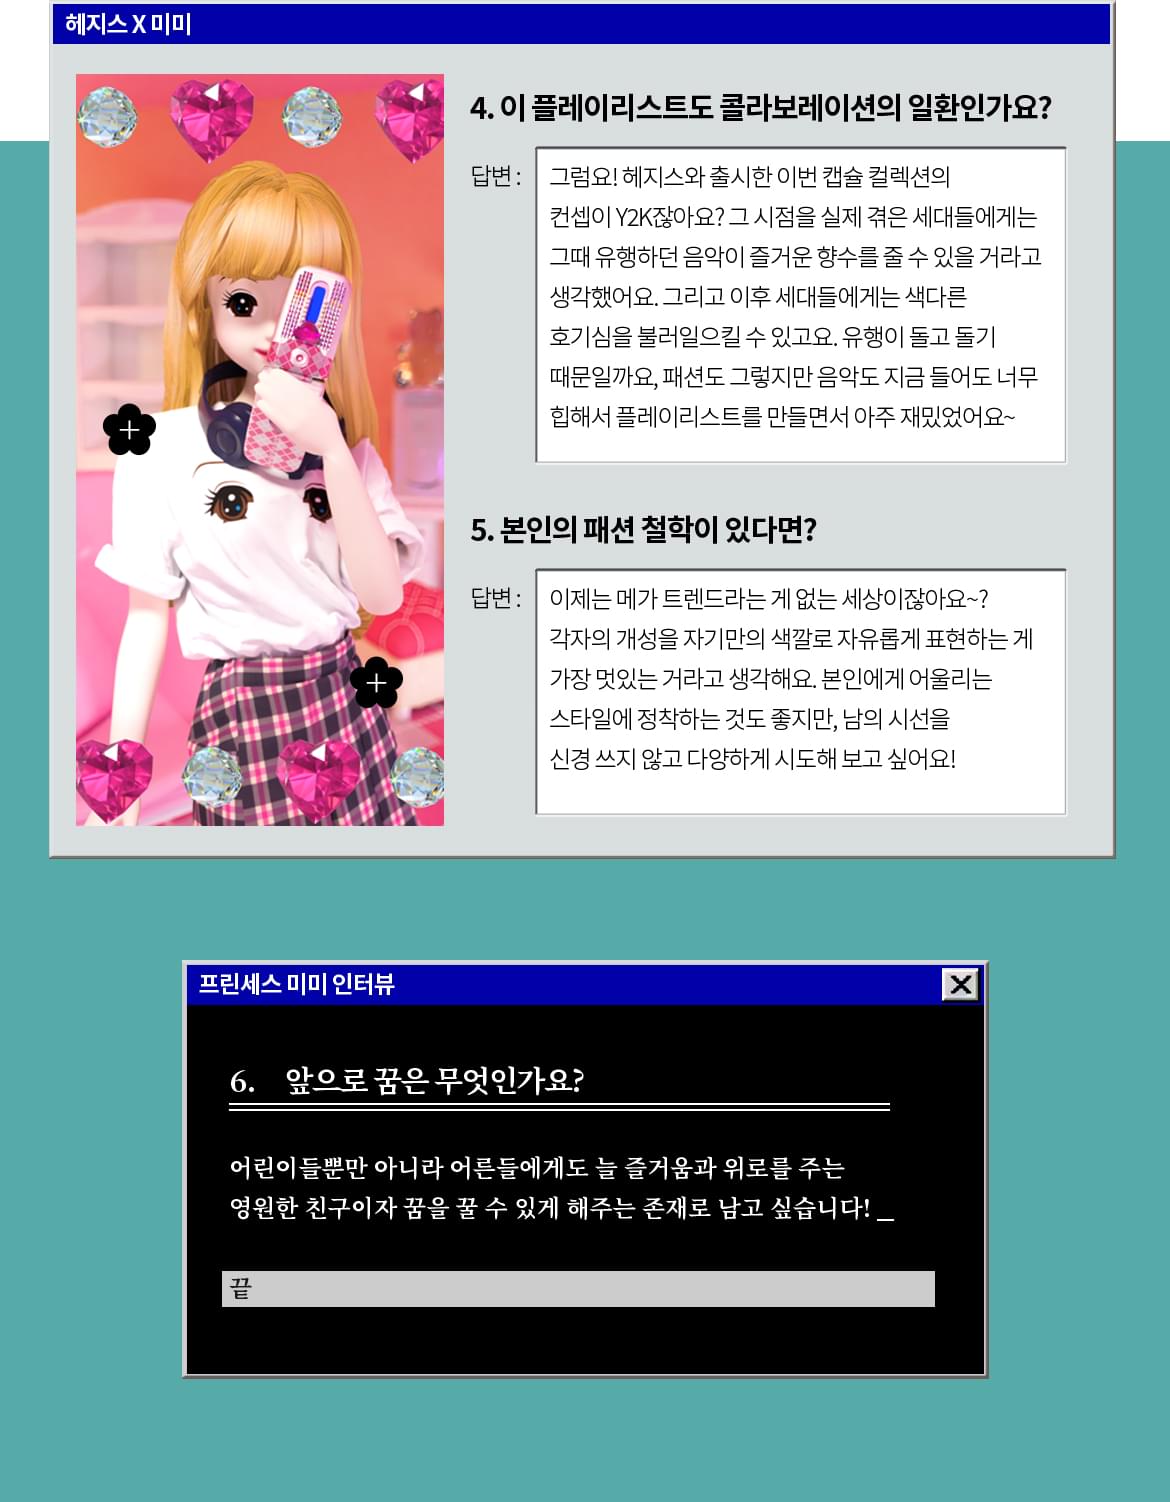 헤지스 X 미미
4. 이 플레이리스트도 콜라보레이션의 일환인가요?
답변 :
그럼요! 헤지스와 출시한 이번 캡슐 컬렉션의
컨셉이 Y2K잖아요? 그 시점을 실제 겪은 세대들에게는
그때 유행하던 음악이 즐거운 향수를 줄 수 있을 거라고
생각했어요. 그리고 이후 세대들에게는 색다른
호기심을 불러일으킬 수 있고요. 유행이 돌고 돌기
때문일까요, 패션도 그렇지만 음악도 지금 들어도 너무
힙해서 플레이리스트를 만들면서 아주 재밌었어요~
5. 본인의 패션 철학이 있다면?
답변 :
이제는 메가 트렌드라는 게 없는 세상이잖아요~?
각자의 개성을 자기만의 색깔로 자유롭게 표현하는 게
가장 멋있는 거라고 생각해요. 본인에게 어울리는
스타일에 정착하는 것도 좋지만, 남의 시선을
신경 쓰지 않고 다양하게 시도해 보고 싶어요!
프린세스 미미 인터뷰
6. 앞으로 꿈은 무엇인가요?
어린이들뿐만 아니라 어른들에게도 늘 즐거움과 위로를 주는
영원한 친구이자 꿈을 꿀 수 있게 해주는 존재로 남고 싶습니다! _
끝